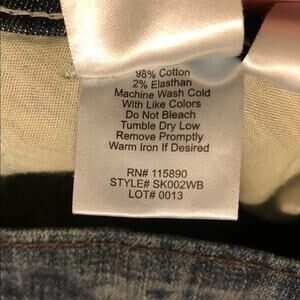 98% Cotton
2% Elasthan
Machine Wash Cold
With Like Colors
Do Not Bleach
Tumble Dry Low
Remove Promptly
Warm Iron If Desired
RN# 115890
STYLE# SK002WB
LOT# 0013